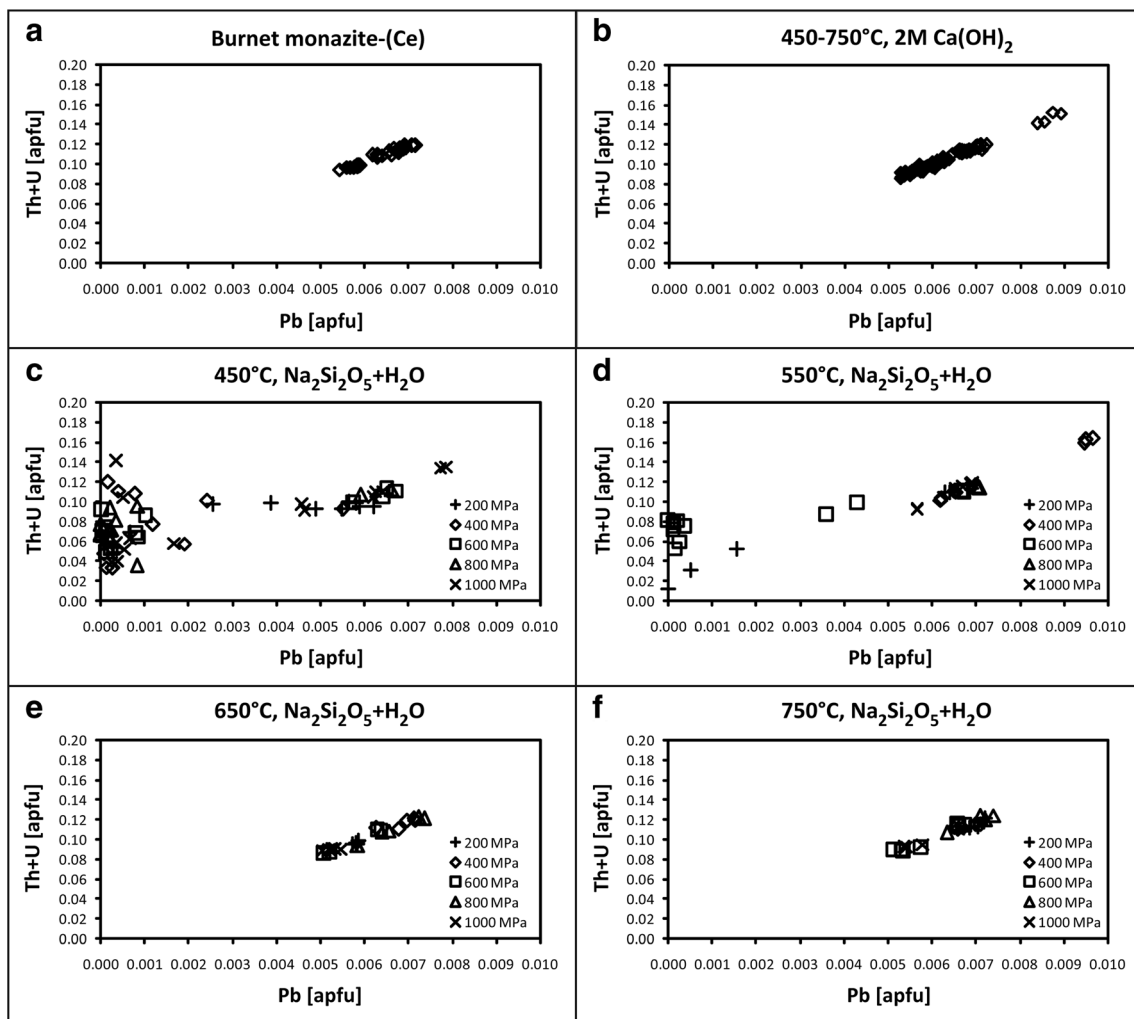 a
Burnet monazite-(Ce)
0.20
0.18
0.16
0.14
0.12
0.10
0.08
0.06
0.04
0.02
0.00
Th+U [apfu]
0.000 0.001 0.002 0.003 0.004 0.005 0.006 0.007 0.008 0.009 0.010
Pb [apfu]
b
450-750°C, 2M Ca(OH)₂
0.20
0.18
0.16
0.14
0.12
0.10
0.08
0.06
0.04
0.02
0.00
Th+U [apfu]
0.000 0.001 0.002 0.003 0.004 0.005 0.006 0.007 0.008 0.009 0.010
Pb [apfu]
c
450°C, Na₂Si₂O₅+H₂O
0.20
0.18
0.16
0.14
0.12
0.10
0.08
0.06
0.04
0.02
0.00
Th+U [apfu]
200 MPa
400 MPa
600 MPa
800 MPa
1000 MPa
0.000 0.001 0.002 0.003 0.004 0.005 0.006 0.007 0.008 0.009 0.010
Pb [apfu]
d
550°C, Na₂Si₂O₅+H₂O
0.20
0.18
0.16
0.14
0.12
0.10
0.08
0.06
0.04
0.02
0.00
Th+U [apfu]
200 MPa
400 MPa
600 MPa
800 MPa
1000 MPa
0.000 0.001 0.002 0.003 0.004 0.005 0.006 0.007 0.008 0.009 0.010
Pb [apfu]
e
650°C, Na₂Si₂O₅+H₂O
0.20
0.18
0.16
0.14
0.12
0.10
0.08
0.06
0.04
0.02
0.00
Th+U [apfu]
200 MPa
400 MPa
600 MPa
800 MPa
1000 MPa
0.000 0.001 0.002 0.003 0.004 0.005 0.006 0.007 0.008 0.009 0.010
Pb [apfu]
f
750°C, Na₂Si₂O₅+H₂O
0.20
0.18
0.16
0.14
0.12
0.10
0.08
0.06
0.04
0.02
0.00
Th+U [apfu]
200 MPa
400 MPa
600 MPa
800 MPa
1000 MPa
0.000 0.001 0.002 0.003 0.004 0.005 0.006 0.007 0.008 0.009 0.010
Pb [apfu]